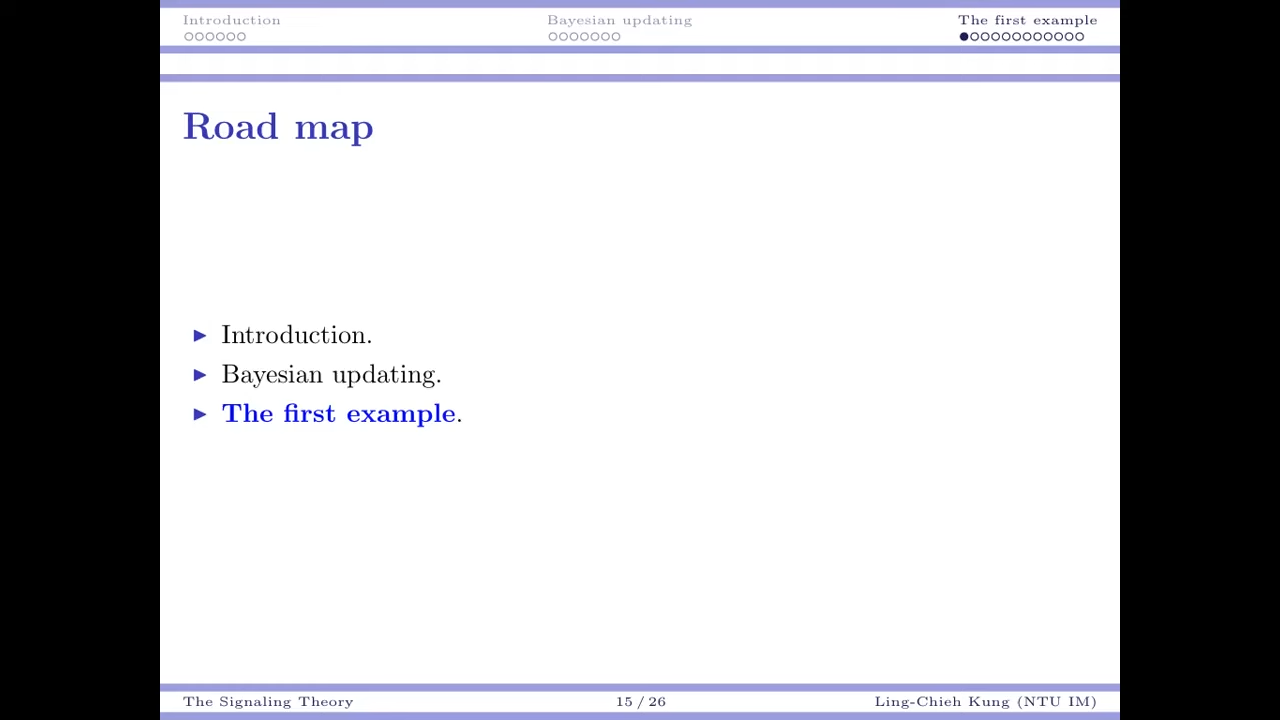 Introduction
Bayesian updating
The first example
Road map
Introduction.
Bayesian updating.
The first example.
The Signaling Theory
15 / 26
Ling-Chieh Kung (NTU IM)